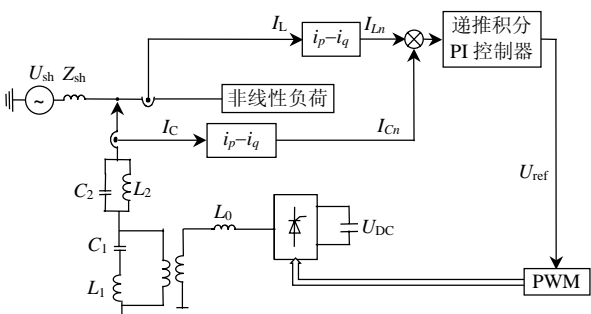 I_L
i_p–i_q
I_Ln
递推积分
PI 控制器
U_sh
Z_sh
~
非线性负荷
I_C
i_p–i_q
I_Cn
C_2
L_2
U_ref
L_0
C_1
U_DC
L_1
PWM